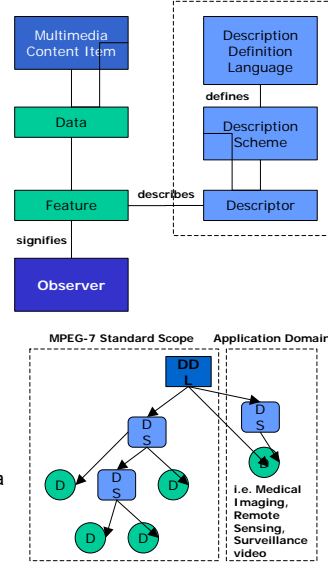 Multimedia
Content Item
Description
Definition
Language
defines
Data
Description
Scheme
describes
Feature
Descriptor
signifies
Observer
MPEG-7 Standard Scope
Application Domain
DD
L
D
S
D
S
D
D
S
D
D
D
i.e. Medical
Imaging,
Remote
Sensing,
Surveillance
video
a